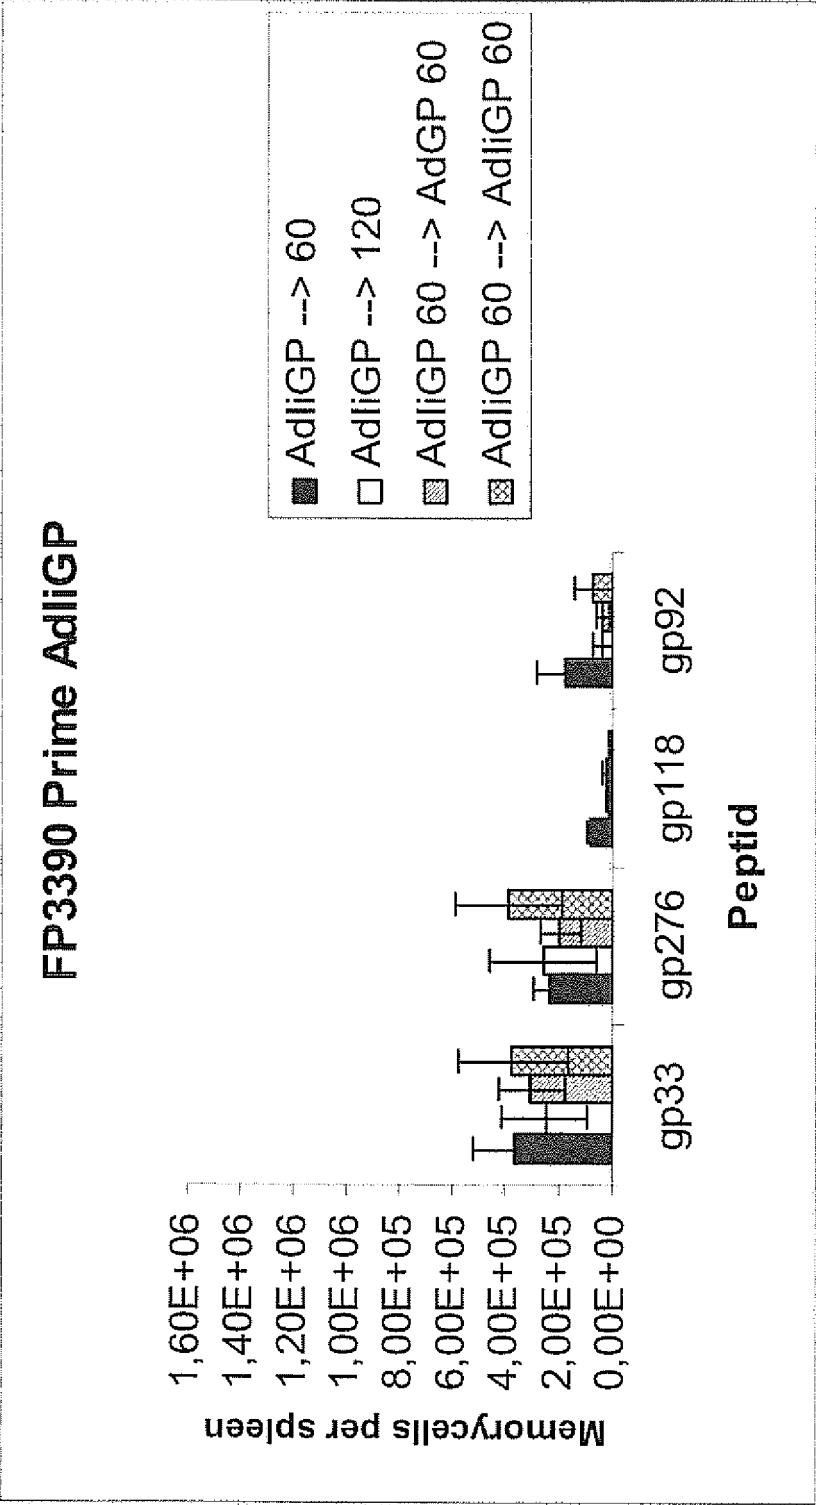 FP3390 Prime AdIiGP
Memorycells per spleen
1,60E+06
1,40E+06
1,20E+06
1,00E+06
8,00E+05
6,00E+05
4,00E+05
2,00E+05
0,00E+00
gp33
gp276
gp118
gp92
Peptid
AdIiGP --> 60
AdIiGP --> 120
AdIiGP 60 --> AdGP 60
AdIiGP 60 --> AdIiGP 60